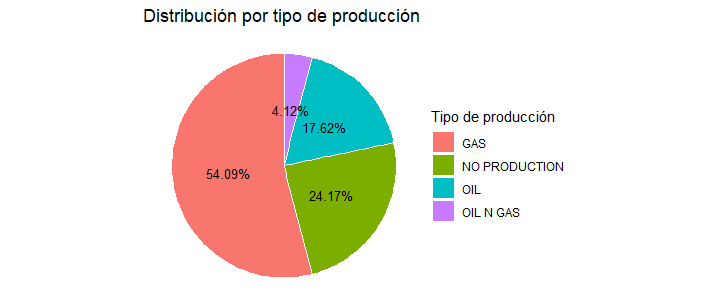 Distribución por tipo de producción
4.12%
17.62%
54.09%
24.17%
Tipo de producción
GAS
NO PRODUCTION
OIL
OIL N GAS